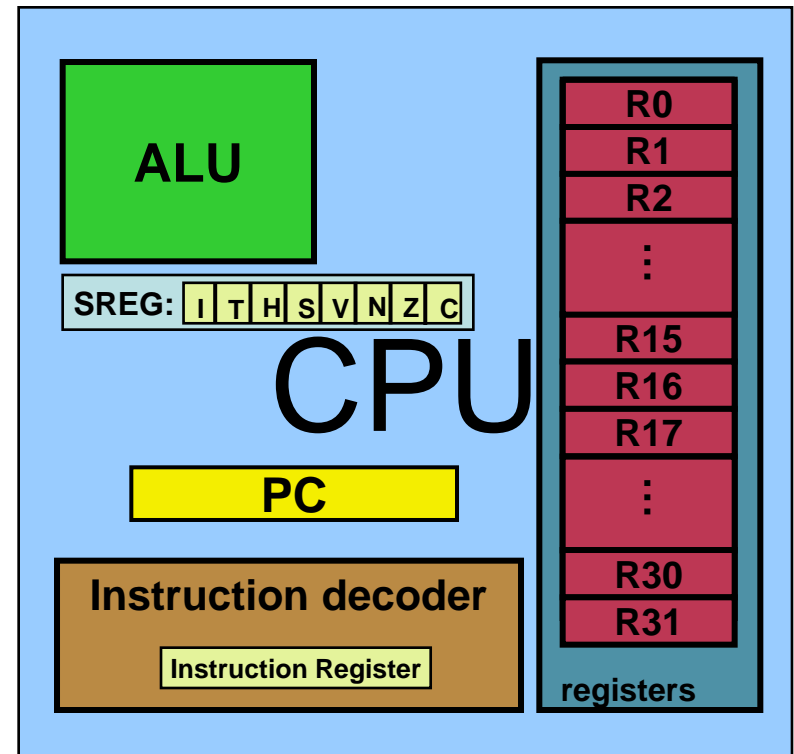 ALU
SREG: I T H S V N Z C
CPU
PC
Instruction decoder
Instruction Register
R0
R1
R2
...
R15
R16
R17
...
R30
R31
registers